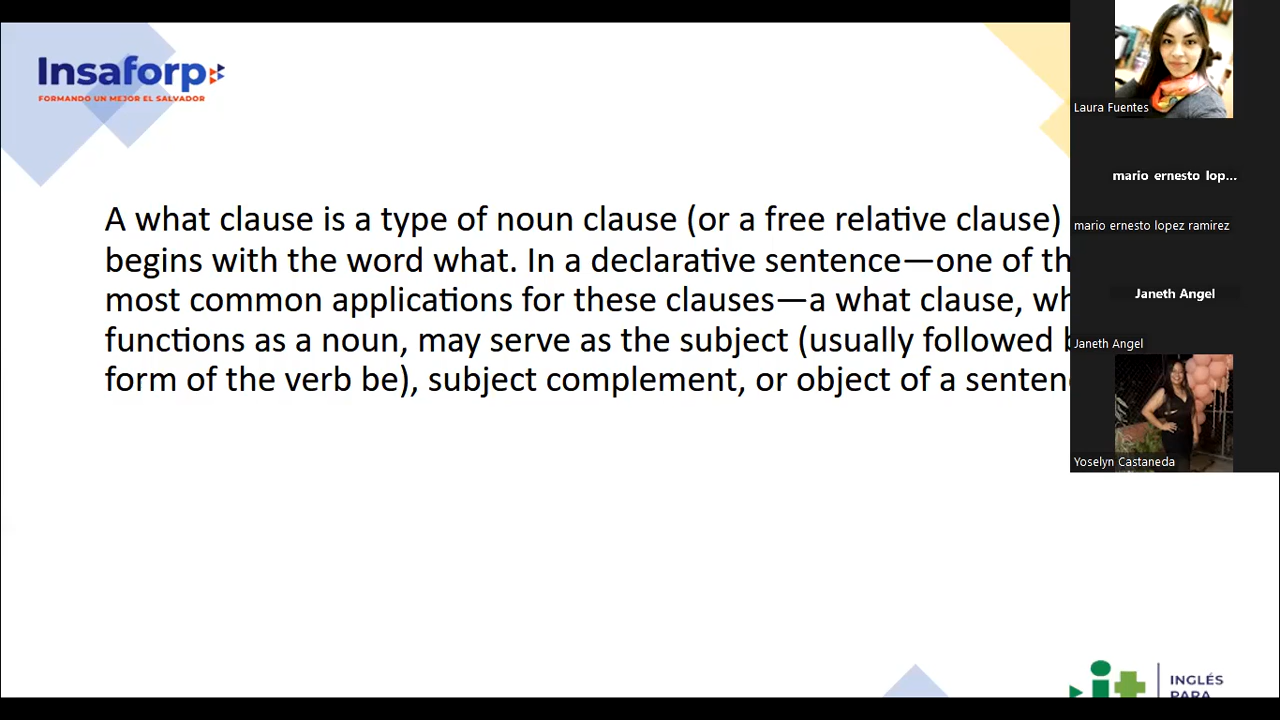 Insaforp
FORMANDO UN MEJOR EL SALVADOR
A what clause is a type of noun clause (or a free relative clause)
begins with the word what. In a declarative sentence—one of
most common applications for these clauses—a what clause,
functions as a noun, may serve as the subject (usually followed
form of the verb be), subject complement, or object of a
Laura Fuentes
mario ernesto lop...
mario ernesto lopez ramirez
Janeth Angel
Janeth Angel
Yoselyn Castaneda
INGLÉS
PARA